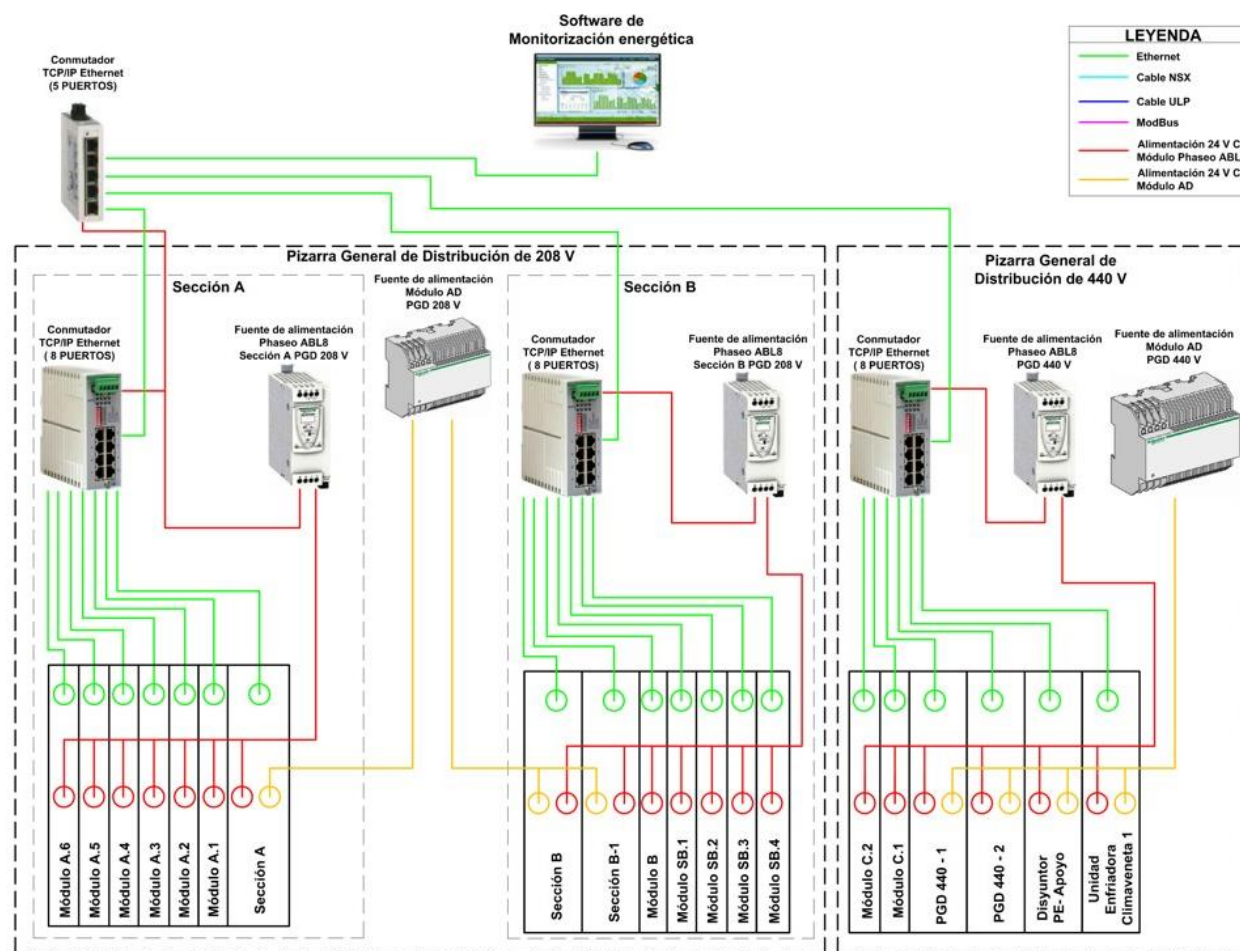 Software de
Monitorización energética
Conmutador
TCP/IP Ethernet
(5 PUERTOS)
LEYENDA
Ethernet
Cable NSX
Cable ULP
ModBus
Alimentación 24 V C
Módulo Phaseo ABL
Alimentación 24 V C
Módulo AD
Pizarra General de Distribución de 208 V
Sección A
Conmutador
TCP/IP Ethernet
( 8 PUERTOS)
Fuente de alimentación
Phaseo ABL8
Sección A PGD 208 V
Fuente de alimentación
Módulo AD
PGD 208 V
Sección B
Conmutador
TCP/IP Ethernet
( 8 PUERTOS)
Fuente de alimentación
Phaseo ABL8
Sección B PGD 208 V
Pizarra General de
Distribución de 440 V
Conmutador
TCP/IP Ethernet
(8 PUERTOS)
Fuente de alimentación
Phaseo ABL8
PGD 440 V
Fuente de alimentación
Módulo AD
PGD 440 V
Módulo A.6
Módulo A.5
Módulo A.4
Módulo A.3
Módulo A.2
Módulo A.1
Sección A
Sección B
Sección B-1
Módulo B
Módulo SB.1
Módulo SB.2
Módulo SB.3
Módulo SB.4
Módulo C.2
Módulo C.1
PGD 440 - 1
PGD 440 - 2
Disyuntor
PE- Apoyo
Unidad
Enfriadora
Climaveneta 1